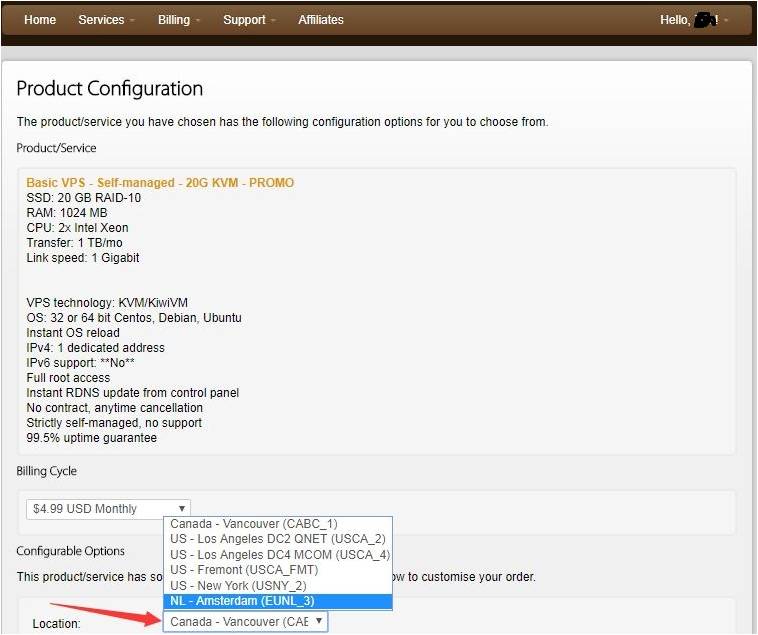 Home Services Billing Support Affiliates Hello,
Product Configuration
The product/service you have chosen has the following configuration options for you to choose from.
Product/Service
Basic VPS - Self-managed - 20G KVM - PROMO
SSD: 20 GB RAID-10
RAM: 1024 MB
CPU: 2x Intel Xeon
Transfer: 1 TB/mo
Link speed: 1 Gigabit
VPS technology: KVM/KiwiVM
OS: 32 or 64 bit Centos, Debian, Ubuntu
Instant OS reload
IPv4: 1 dedicated address
IPv6 support: **No**
Full root access
Instant RDNS update from control panel
No contract, anytime cancellation
Strictly self-managed, no support
99.5% uptime guarantee
Billing Cycle
$4.99 USD Monthly
Canada - Vancouver (CABC_1)
US - Los Angeles DC2 QNET (USCA_2)
Configurable Options
US - Los Angeles DC4 MCOM (USCA_4)
US - Fremont (USCA_FMT)
This product/service has so ow to customise your order.
US - New York (USNY_2)
NL - Amsterdam (EUNL_3)
Location: Canada - Vancouver (CAB